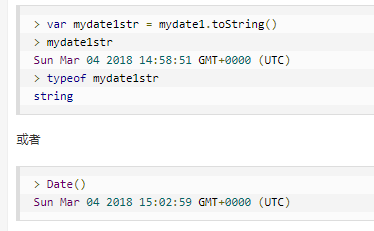 > var mydate1str = mydate1.toString()
> mydate1str
Sun Mar 04 2018 14:58:51 GMT+0000 (UTC)
> typeof mydate1str
string
或者
> Date()
Sun Mar 04 2018 15:02:59 GMT+0000 (UTC)